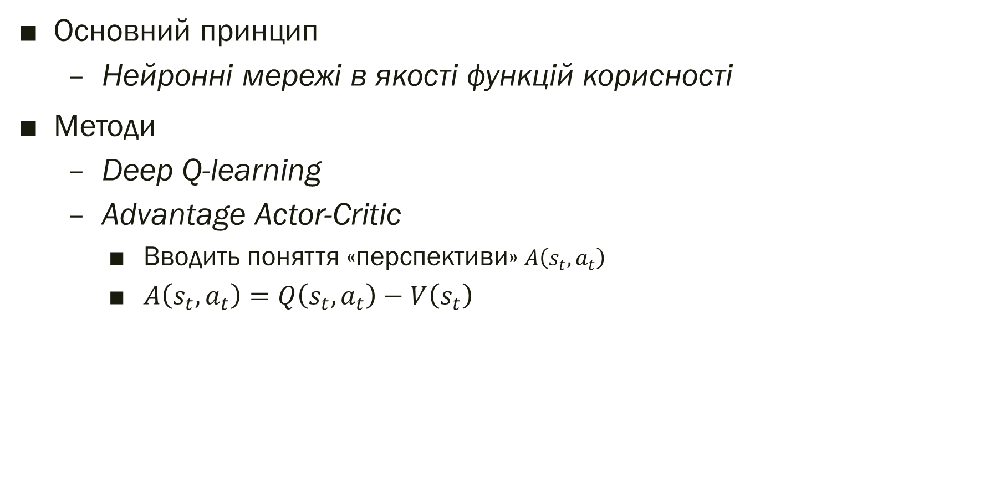 ■ Основний принцип
– Нейронні мережі в якості функцій корисності
■ Методи
– Deep Q-learning
– Advantage Actor-Critic
■ Вводить поняття «перспективи» A(s_t, a_t)
■ A(s_t, a_t) = Q(s_t, a_t) − V(s_t)